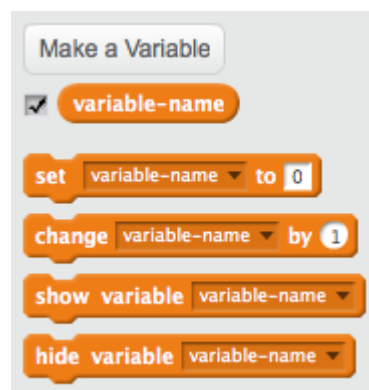 Make a Variable
variable-name
set variable-name to 0
change variable-name by 1
show variable variable-name
hide variable variable-name